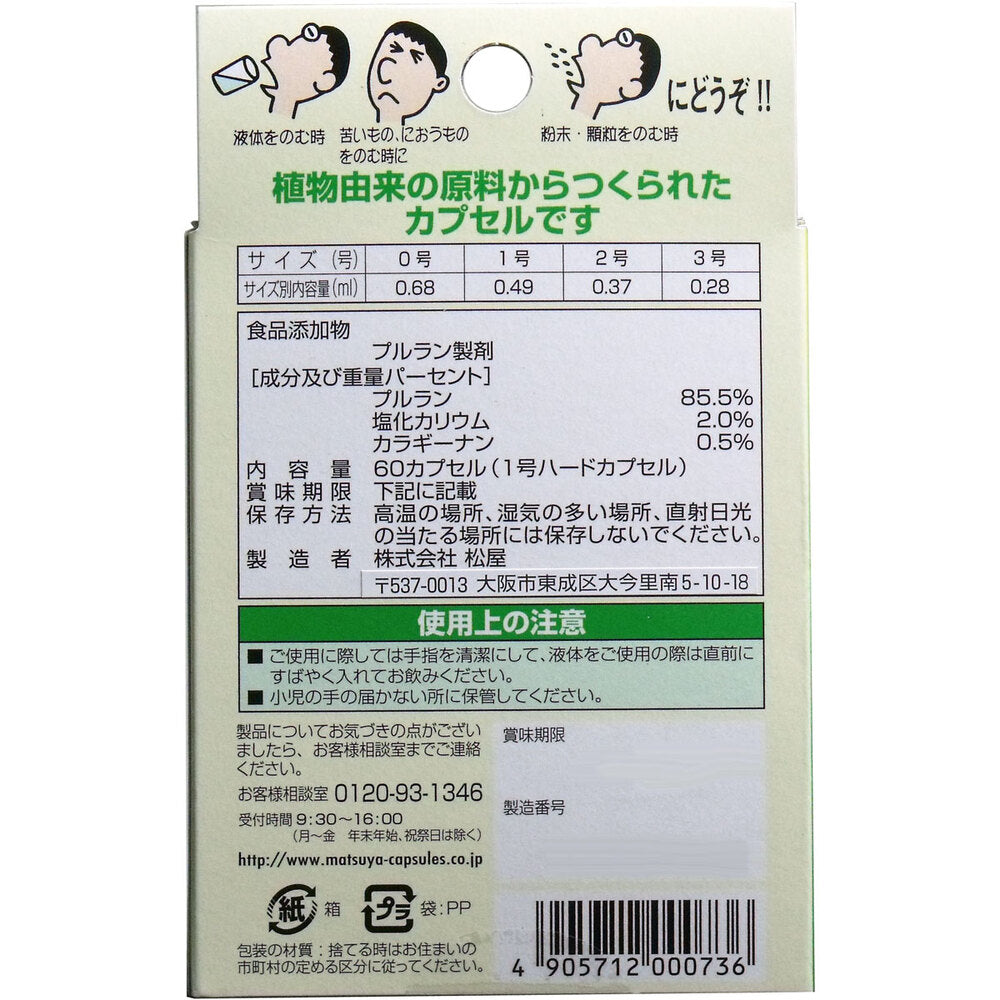 液体をのむ時
苦いもの、におうもの
をのむ時に
粉末・顆粒をのむ時
にどうぞ!!
植物由来の原料からつくられた
カプセルです
サイズ(号) 0号 1号 2号 3号
サイズ別内容量(ml) 0.68 0.49 0.37 0.28
食品添加物
プルラン製剤
[成分及び重量パーセント]
プルラン 85.5%
塩化カリウム 2.0%
カラギーナン 0.5%
内容量 60カプセル(1号ハードカプセル)
賞味期限 下記に記載
保存方法 高温の場所、湿気の多い場所、直射日光
の当たる場所には保存しないでください。
製造者 株式会社 松屋
〒537-0013 大阪市東成区大今里南5-10-18
使用上の注意
■ご使用に際しては手指を清潔にして、液体をご使用の際は直前に
すばやく入れてお飲みください。
■小児の手の届かない所に保管してください。
製品についてお気づきの点がござい
ましたら、お客様相談室までご連絡
ください。
お客様相談室 0120-93-1346
受付時間 9:30~16:00
(月~金 年末年始、祝祭日は除く)
http://www.matsuya-capsules.co.jp
賞味期限
製造番号
紙 箱 プラ 袋:PP
包装の材質:捨てる時はお住まいの
市町村の定める区分に従ってください。
4 905712 000736